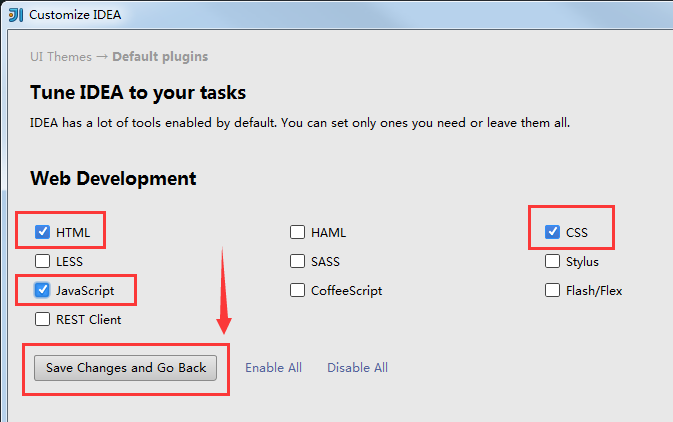 Customize IDEA
UI Themes → Default plugins
Tune IDEA to your tasks
IDEA has a lot of tools enabled by default. You can set only ones you need or leave them all.
Web Development
HTML HAML CSS
LESS SASS Stylus
JavaScript CoffeeScript Flash/Flex
REST Client
Save Changes and Go Back Enable All Disable All